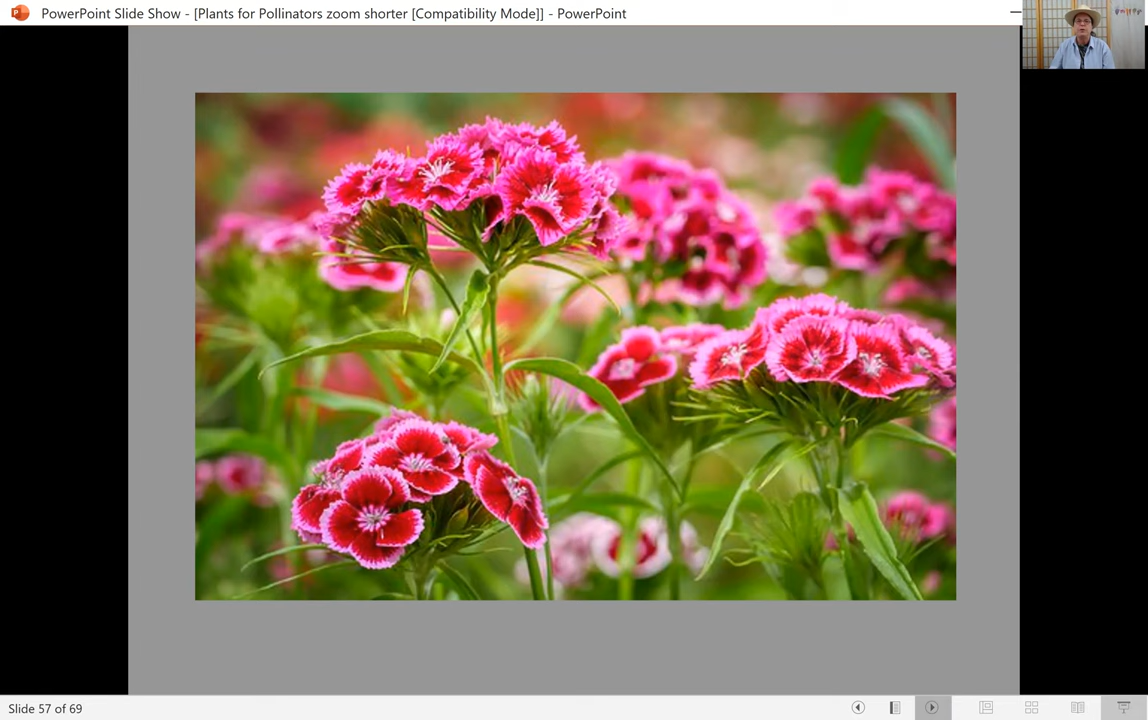 PowerPoint Slide Show - [Plants for Pollinators zoom shorter [Compatibility Mode]] - PowerPoint
Slide 57 of 69